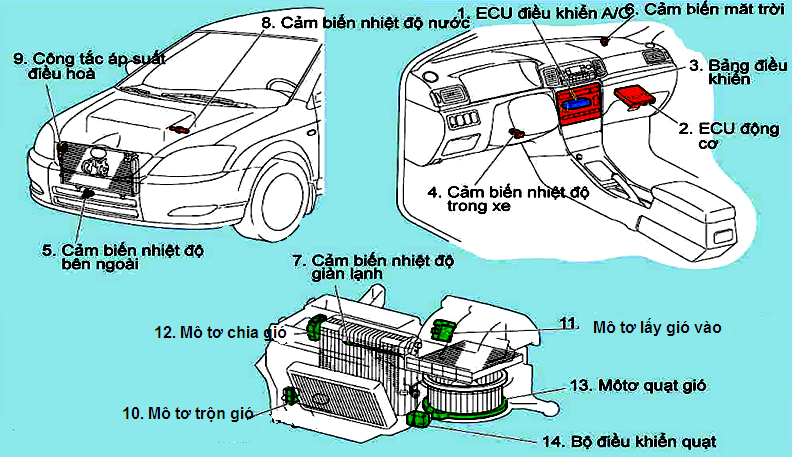 8. Cảm biến nhiệt độ nước
1. ECU điều khiển A/C
6. Cảm biến măt trời
9. Công tắc áp suất
điều hoà
3. Bảng điều
khiển
2. ECU động
cơ
4. Cảm biến nhiệt độ
trong xe
5. Cảm biến nhiệt độ
bên ngoài
7. Cảm biến nhiệt độ
giàn lạnh
12. Mô tơ chia gió
11. Mô tơ lấy gió vào
13. Môtơ quạt gió
10. Mô tơ trộn gió
14. Bộ điều khiển quạt